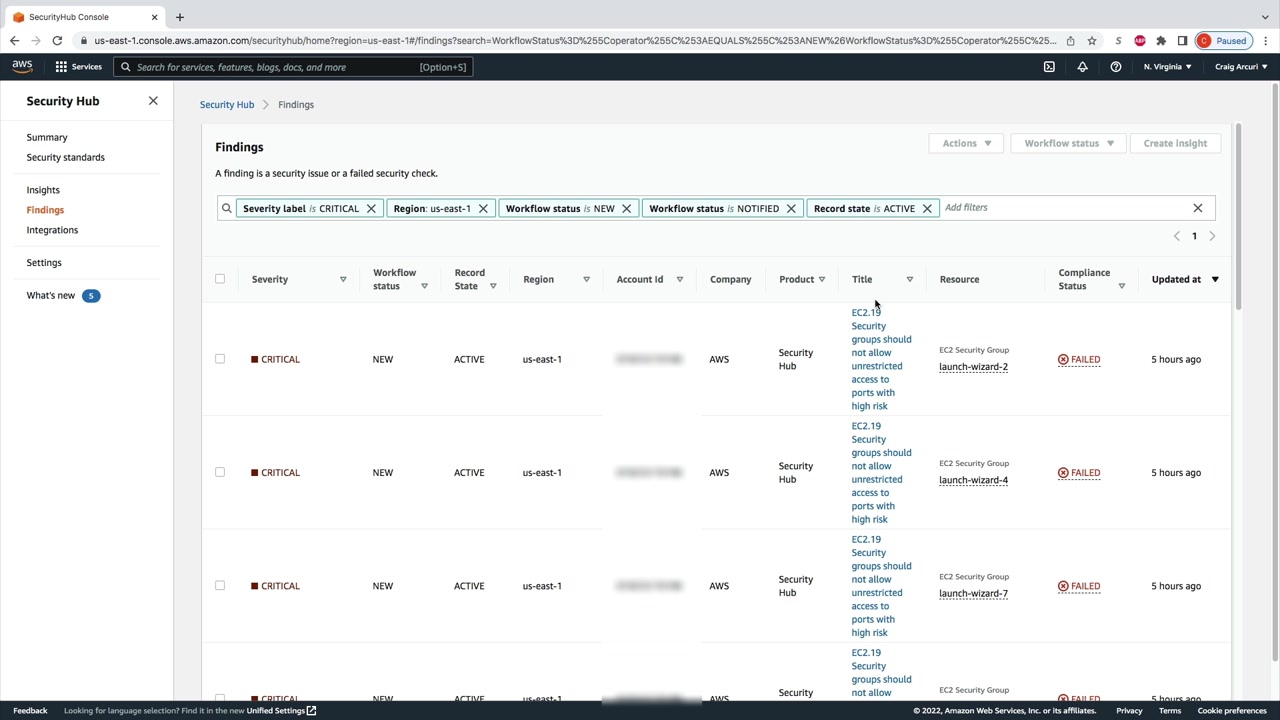 SecurityHub Console
us-east-1.console.aws.amazon.com/securityhub/home?region=us-east-1#/findings?search=WorkflowStatus%3D%255Coperator%255C%253AEQUALS%255C%253ANEW%26WorkflowStatus%3D%255Coperator%255C%25...
S
ABP
C Paused
aws
Services
Search for services, features, blogs, docs, and more [Option+S]
N. Virginia
Craig Arcuri
Security Hub
Summary
Security standards
Insights
Findings
Integrations
Settings
What's new 5
Security Hub > Findings
Findings
Actions
Workflow status
Create insight
A finding is a security issue or a failed security check.
Severity label is CRITICAL
Region: us-east-1
Workflow status is NEW
Workflow status is NOTIFIED
Record state is ACTIVE
Add filters
1
Severity
Workflow status
Record State
Region
Account Id
Company
Product
Title
Resource
Compliance Status
Updated at
CRITICAL
NEW
ACTIVE
us-east-1
AWS
Security
Hub
EC2.19
Security
groups should
not allow
unrestricted
access to
ports with
high risk
EC2 Security Group
launch-wizard-2
FAILED
5 hours ago
CRITICAL
NEW
ACTIVE
us-east-1
AWS
Security
Hub
EC2.19
Security
groups should
not allow
unrestricted
access to
ports with
high risk
EC2 Security Group
launch-wizard-4
FAILED
5 hours ago
CRITICAL
NEW
ACTIVE
us-east-1
AWS
Security
Hub
EC2.19
Security
groups should
not allow
unrestricted
access to
ports with
high risk
EC2 Security Group
launch-wizard-7
FAILED
5 hours ago
CRITICAL
NEW
ACTIVE
us-east-1
AWS
Security
EC2.19
Security
groups should
not allow
EC2 Security Group
FAILED
5 hours ago
Feedback
Looking for language selection? Find it in the new Unified Settings
© 2022, Amazon Web Services, Inc. or its affiliates.
Privacy
Terms
Cookie preferences